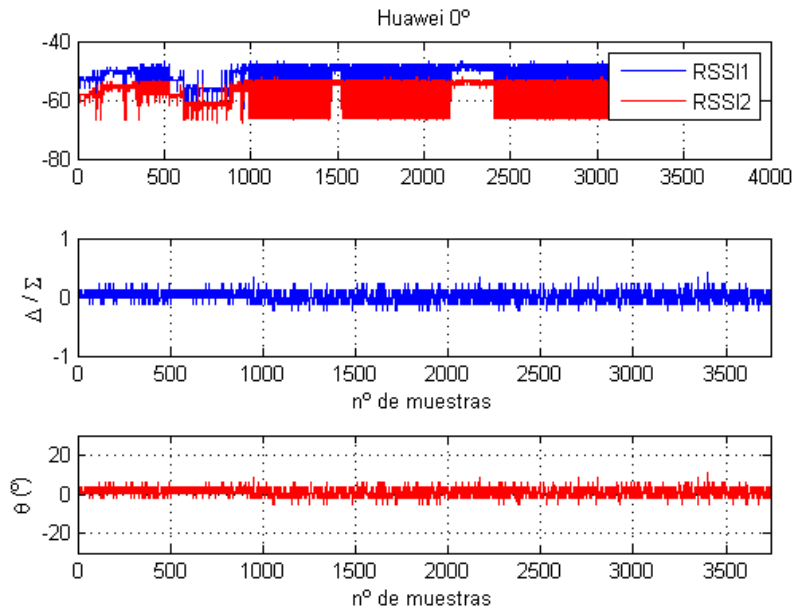 Huawei 0º
-40
-60
-80
0 500 1000 1500 2000 2500 3000 3500 4000
RSSI1
RSSI2
1
0
-1
Δ / Σ
0 500 1000 1500 2000 2500 3000 3500
nº de muestras
20
0
-20
θ (º)
0 500 1000 1500 2000 2500 3000 3500
nº de muestras